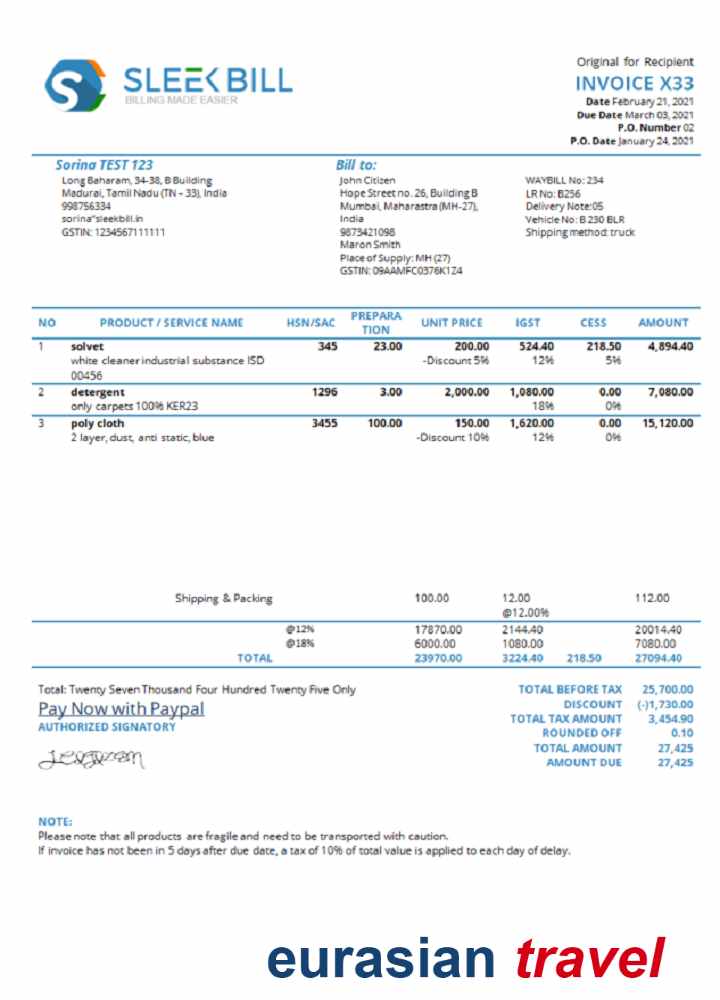 SLEEK BILL
BILLING MADE EASIER
Original for Recipient
INVOICE X33
Date February 21, 2021
Due Date March 03, 2021
P.O. Number 02
P.O. Date January 24, 2021
Sorina TEST 123
Long Baharam, 34-38, B Building
Madurai, Tamil Nadu (TN - 33), India
998756334
sorina"sleekbill.in
GSTIN: 1234567111111
Bill to:
John Citizen
Hope Street no. 26, Building B
Mumbai, Maharastra (MH-27),
India
9873421098
Maron Smith
Place of Supply: MH (27)
GSTIN: 09AAMFC0376K1Z4
WAYBILL No: 234
LR No: B256
Delivery Note:05
Vehicle No: B 230 BLR
Shipping method: truck
NO PRODUCT / SERVICE NAME HSN/SAC PREPARA TION UNIT PRICE IGST CESS AMOUNT
1 solvet 345 23.00 200.00 524.40 218.50 4,894.40
white cleaner industrial substance ISD -Discount 5% 12% 5%
00456
2 detergent 1296 3.00 2,000.00 1,080.00 0.00 7,080.00
only carpets 100% KER23 18% 0%
3 poly cloth 3455 100.00 150.00 1,620.00 0.00 15,120.00
2 layer, dust, anti static, blue -Discount 10% 12% 0%
Shipping & Packing 100.00 12.00 112.00
@12.00%
@12% 17870.00 2144.40 20014.40
@18% 6000.00 1080.00 7080.00
TOTAL 23970.00 3224.40 218.50 27094.40
Total: Twenty Seven Thousand Four Hundred Twenty Five Only
Pay Now with Paypal
AUTHORIZED SIGNATORY
TOTAL BEFORE TAX 25,700.00
DISCOUNT (-)1,730.00
TOTAL TAX AMOUNT 3,454.90
ROUNDED OFF 0.10
TOTAL AMOUNT 27,425
AMOUNT DUE 27,425
NOTE:
Please note that all products are fragile and need to be transported with caution.
If invoice has not been in 5 days after due date, a tax of 10% of total value is applied to each day of delay.
eurasian travel